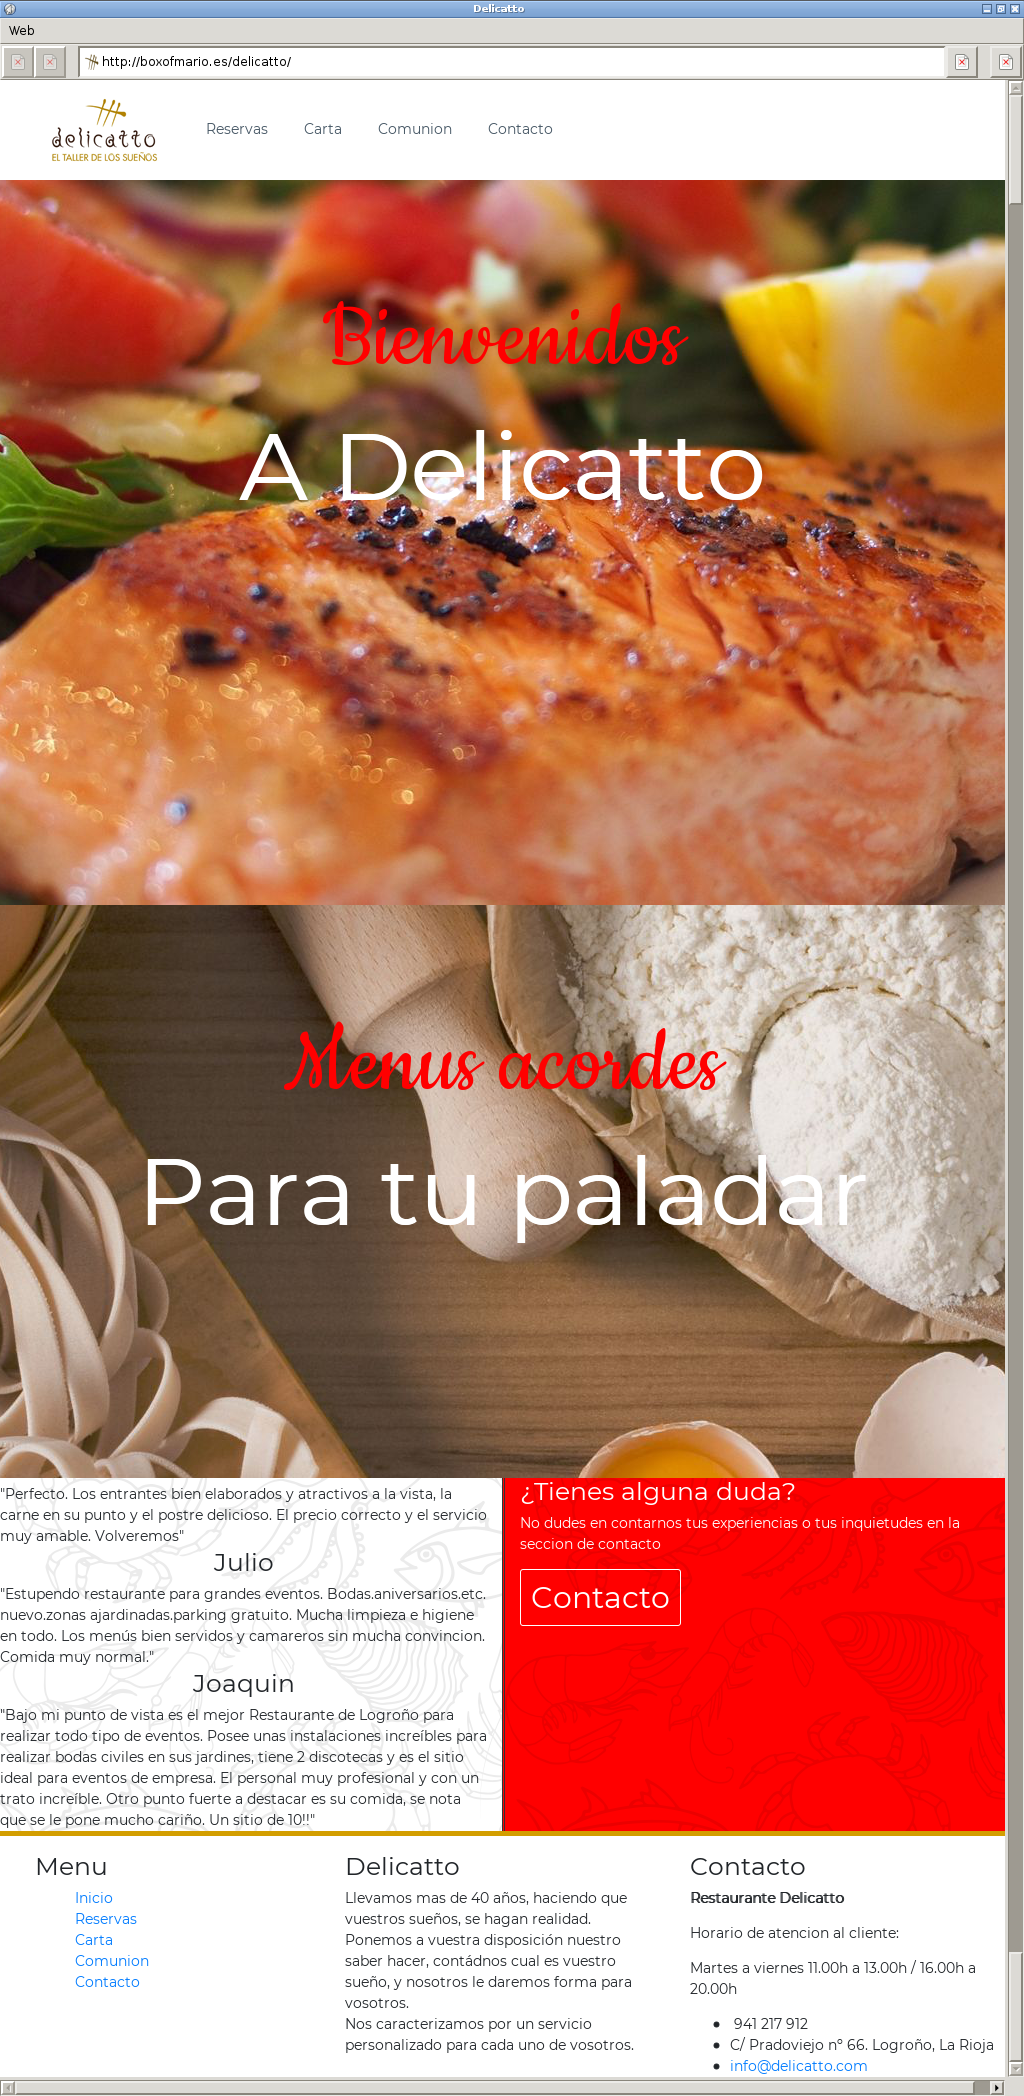 Delicatto
Web
http://boxofmario.es/delicatto/
delicatto
EL TALLER DE LOS SUEÑOS
Reservas Carta Comunion Contacto
Bienvenidos
A Delicatto
Menus acordes
Para tu paladar
"Perfecto. Los entrantes bien elaborados y atractivos a la vista, la
carne en su punto y el postre delicioso. El precio correcto y el servicio
muy amable. Volveremos"
Julio
"Estupendo restaurante para grandes eventos. Bodas.aniversarios.etc.
nuevo.zonas ajardinadas.parking gratuito. Mucha limpieza e higiene
en todo. Los menús bien servidos y camareros sin mucha convincion.
Comida muy normal."
Joaquin
"Bajo mi punto de vista es el mejor Restaurante de Logroño para
realizar todo tipo de eventos. Posee unas instalaciones increíbles para
realizar bodas civiles en sus jardines, tiene 2 discotecas y es el sitio
ideal para eventos de empresa. El personal muy profesional y con un
trato increíble. Otro punto fuerte a destacar es su comida, se nota
que se le pone mucho cariño. Un sitio de 10!!"
¿Tienes alguna duda?
No dudes en contarnos tus experiencias o tus inquietudes en la
seccion de contacto
Contacto
Menu
Inicio
Reservas
Carta
Comunion
Contacto
Delicatto
Llevamos mas de 40 años, haciendo que
vuestros sueños, se hagan realidad.
Ponemos a vuestra disposición nuestro
saber hacer, contádnos cual es vuestro
sueño, y nosotros le daremos forma para
vosotros.
Nos caracterizamos por un servicio
personalizado para cada uno de vosotros.
Contacto
Restaurante Delicatto
Horario de atencion al cliente:
Martes a viernes 11.00h a 13.00h / 16.00h a
20.00h
941 217 912
C/ Pradoviejo nº 66. Logroño, La Rioja
info@delicatto.com